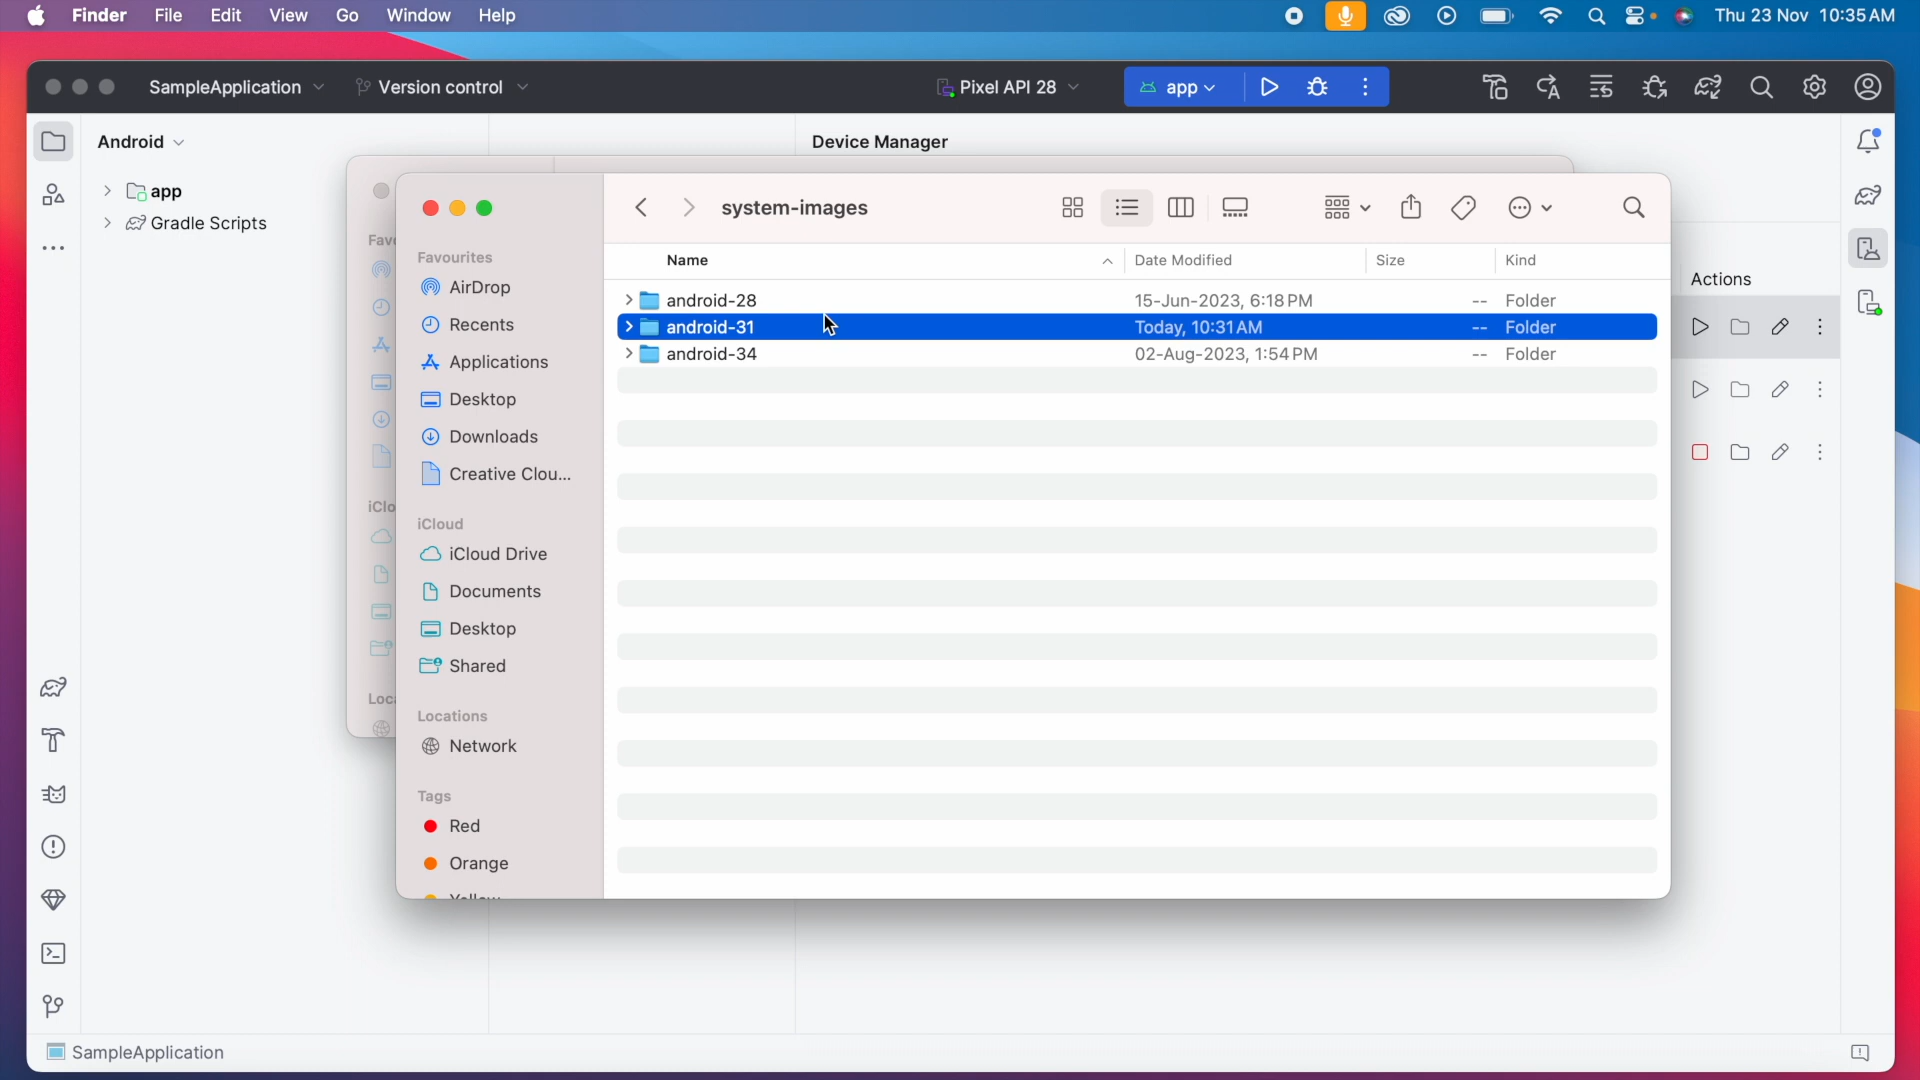 Finder File Edit View Go Window Help Thu 23 Nov 10:35 AM
SampleApplication Version control Pixel API 28 app
Android Device Manager
app
Gradle Scripts
Fav
iClo
Loca
system-images
Favourites
AirDrop
Recents
Applications
Desktop
Downloads
Creative Clou...
iCloud
iCloud Drive
Documents
Desktop
Shared
Locations
Network
Tags
Red
Orange
Yellow
Name Date Modified Size Kind
android-28 15-Jun-2023, 6:18 PM -- Folder
android-31 Today, 10:31 AM -- Folder
android-34 02-Aug-2023, 1:54 PM -- Folder
Actions
SampleApplication